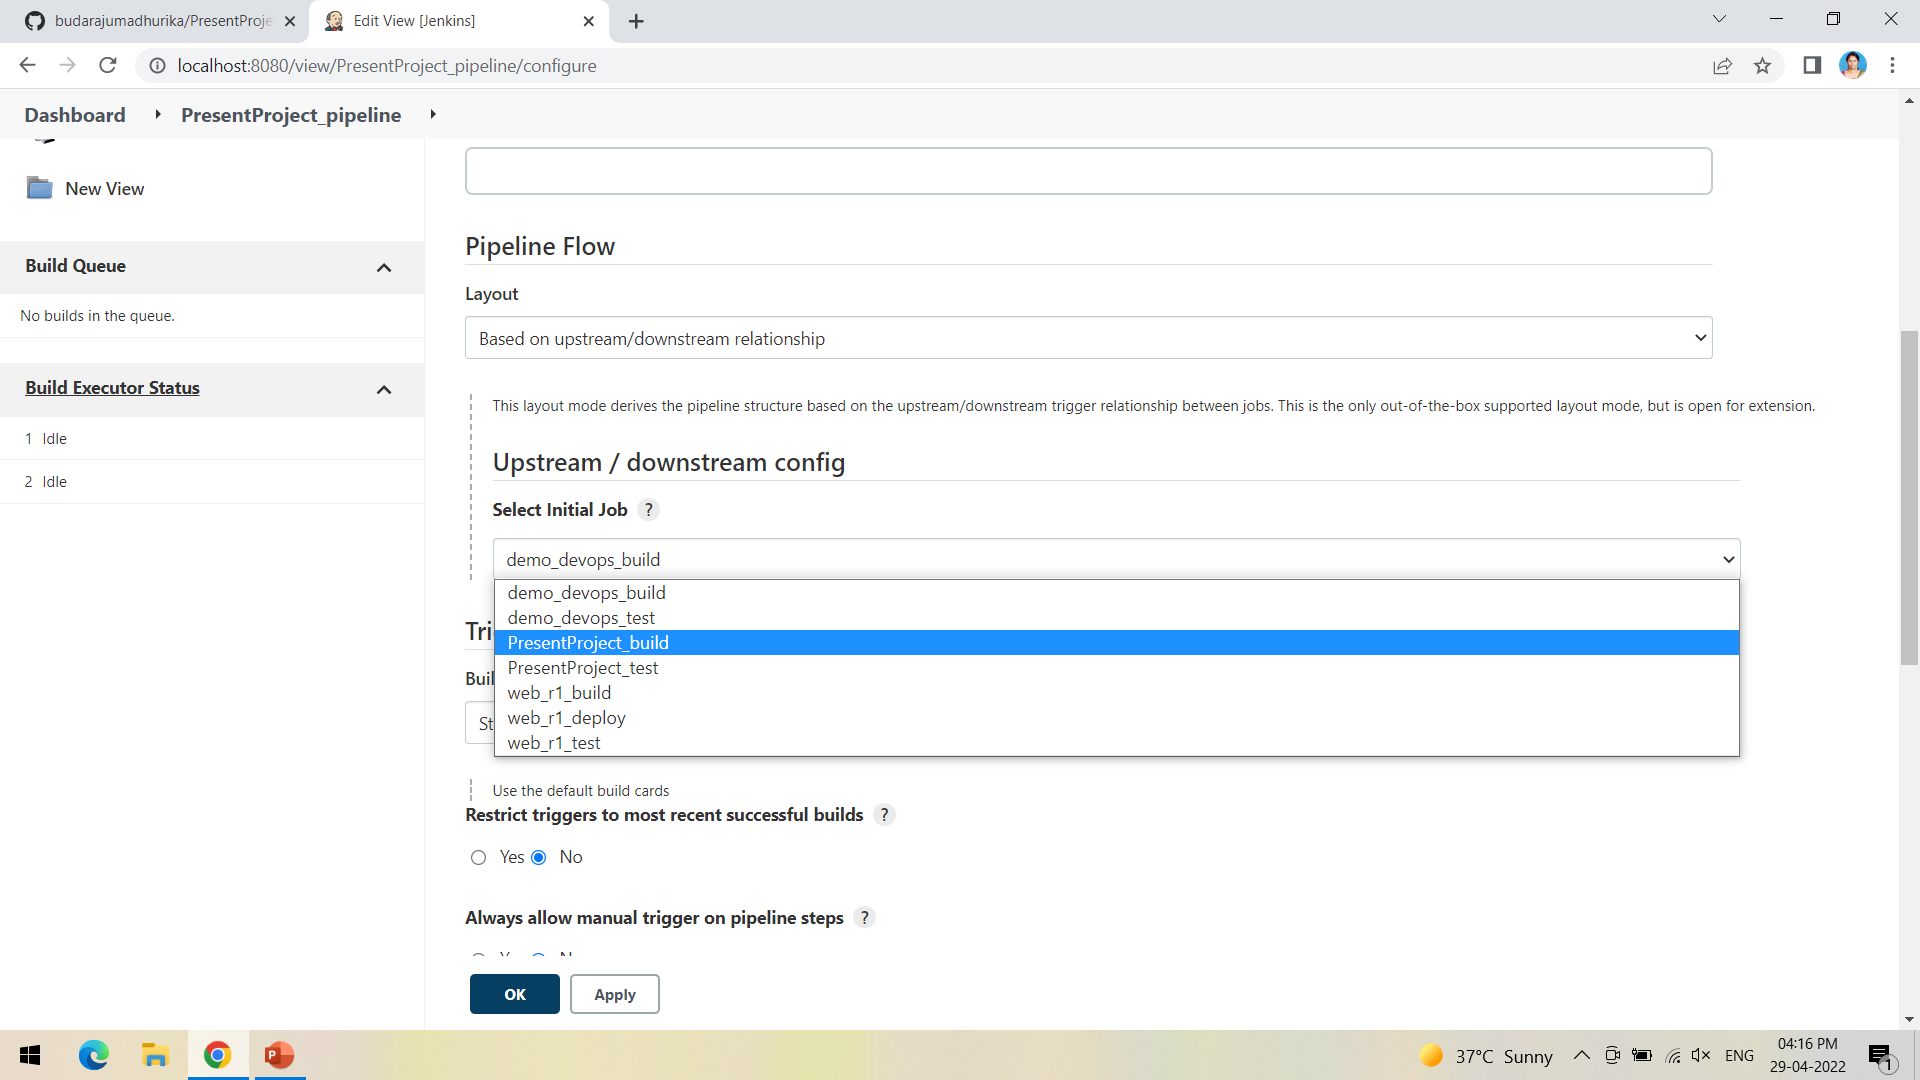 budarajumadhurika/PresentProje
Edit View [Jenkins]
localhost:8080/view/PresentProject_pipeline/configure
Dashboard
PresentProject_pipeline
New View
Build Queue
No builds in the queue.
Build Executor Status
1 Idle
2 Idle
Pipeline Flow
Layout
Based on upstream/downstream relationship
This layout mode derives the pipeline structure based on the upstream/downstream trigger relationship between jobs. This is the only out-of-the-box supported layout mode, but is open for extension.
Upstream / downstream config
Select Initial Job ?
demo_devops_build
demo_devops_build
demo_devops_test
Tri
PresentProject_build
PresentProject_test
Buil
web_r1_build
web_r1_deploy
St
web_r1_test
Use the default build cards
Restrict triggers to most recent successful builds ?
Yes No
Always allow manual trigger on pipeline steps ?
OK
Apply
37°C Sunny
ENG
04:16 PM
29-04-2022
1